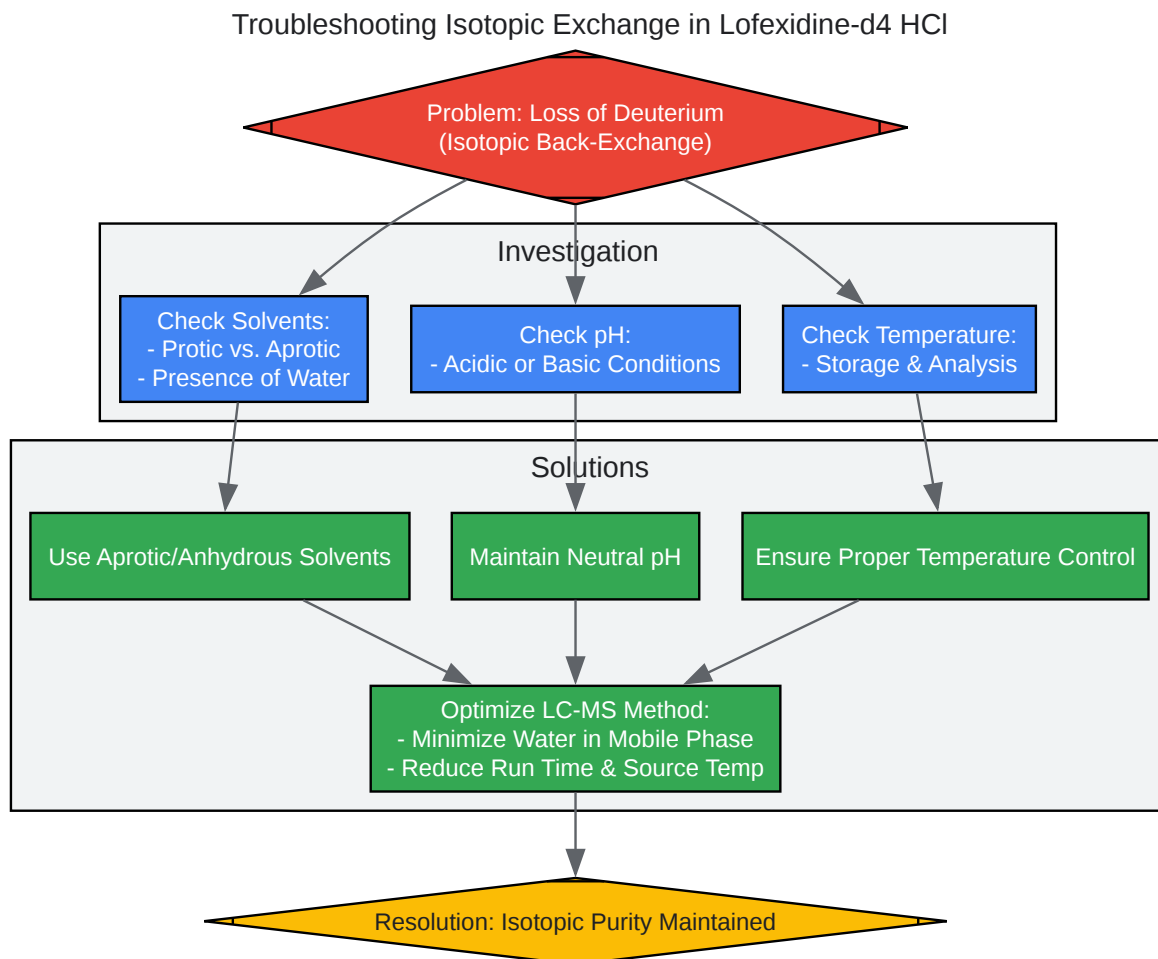 Troubleshooting Isotopic Exchange in Lofexidine-d4 HCl
Problem: Loss of Deuterium
(Isotopic Back-Exchange)
Investigation
Check Solvents:
- Protic vs. Aprotic
- Presence of Water
Check pH:
- Acidic or Basic Conditions
Check Temperature:
- Storage & Analysis
Solutions
Use Aprotic/Anhydrous Solvents
Maintain Neutral pH
Ensure Proper Temperature Control
Optimize LC-MS Method:
- Minimize Water in Mobile Phase
- Reduce Run Time & Source Temp
Resolution: Isotopic Purity Maintained